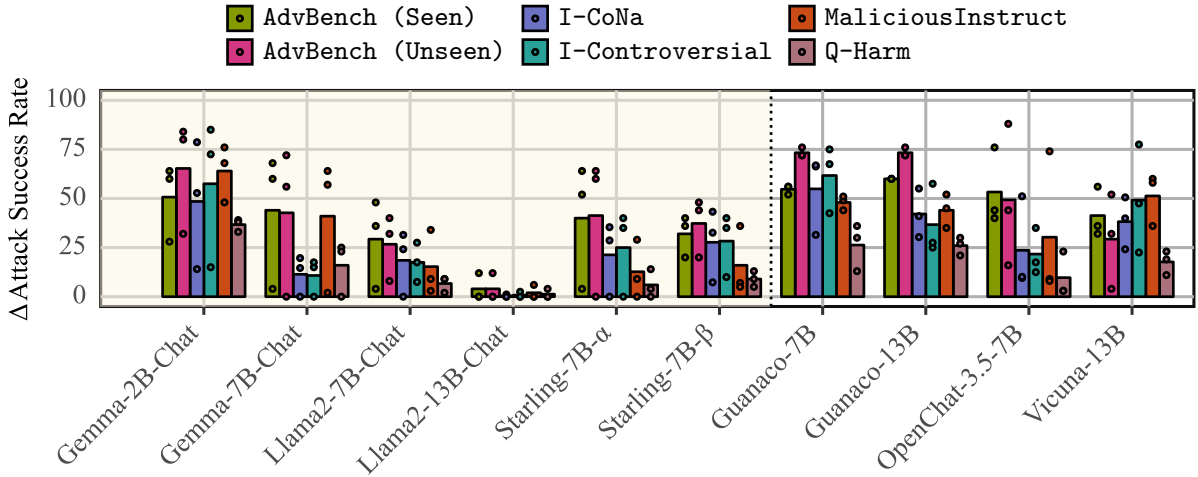 AdvBench (Seen) I-CoNa MaliciousInstruct
AdvBench (Unseen) I-Controversial Q-Harm
Δ Attack Success Rate
100
75
50
25
0
Gemma-2B-Chat
Gemma-7B-Chat
Llama2-7B-Chat
Llama2-13B-Chat
Starling-7B-α
Starling-7B-β
Guanaco-7B
Guanaco-13B
OpenChat-3.5-7B
Vicuna-13B